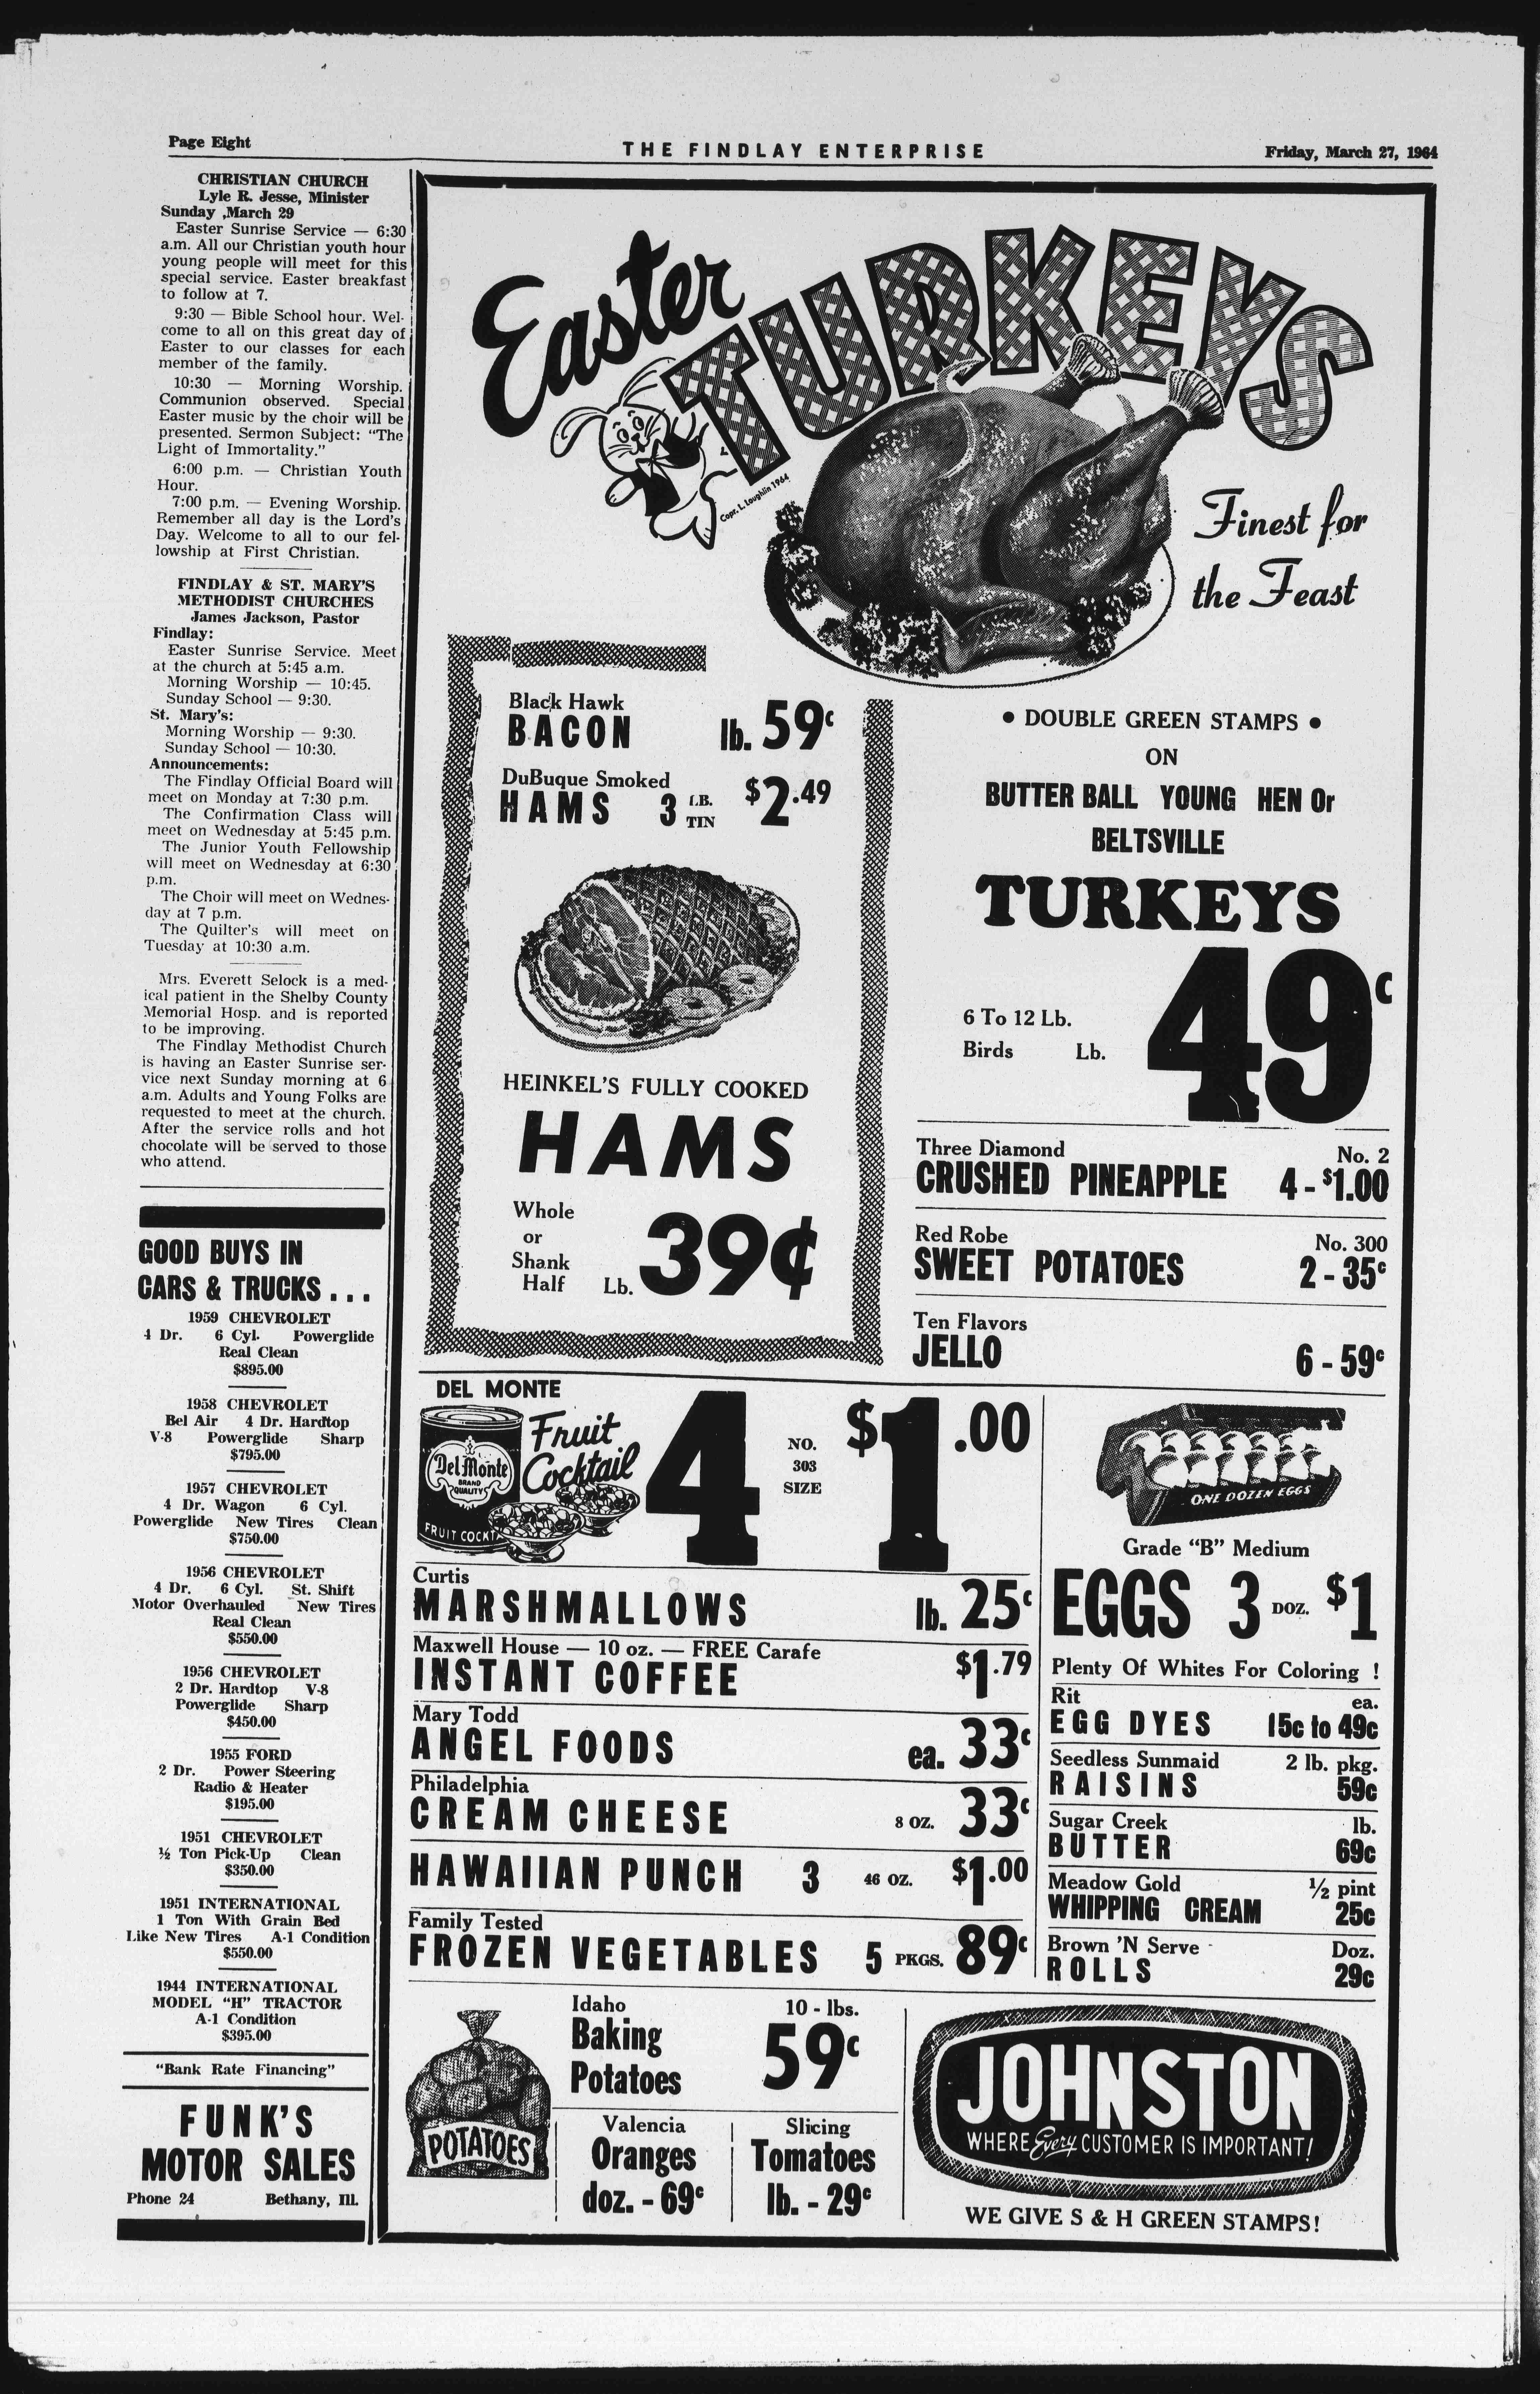 Page Eight
THE FINDLAY ENTERPRISE
Friday, March 27, 1964
CHRISTIAN CHURCH
Lyle R. Jesse, Minister
Sunday ,March 29
Easter Sunrise Service — 6:30
a.m. All our Christian youth hour
young people will meet for this
special service. Easter breakfast
to follow at 7.
9:30 — Bible School hour. Wel-
come to all on this great day of
Easter to our classes for each
member of the family.
10:30 — Morning Worship.
Communion observed. Special
Easter music by the choir will be
presented. Sermon Subject: "The
Light of Immortality."
6:00 p.m. — Christian Youth
Hour.
7:00 p.m. — Evening Worship.
Remember all day is the Lord's
Day. Welcome to all to our fel-
lowship at First Christian.
FINDLAY & ST. MARY'S
METHODIST CHURCHES
James Jackson, Pastor
Findlay:
Easter Sunrise Service. Meet
at the church at 5:45 a.m.
Morning Worship — 10:45.
Sunday School — 9:30.
St. Mary's:
Morning Worship — 9:30.
Sunday School — 10:30.
Announcements:
The Findlay Official Board will
meet on Monday at 7:30 p.m.
The Confirmation Class will
meet on Wednesday at 5:45 p.m.
The Junior Youth Fellowship
will meet on Wednesday at 6:30
p.m.
The Choir will meet on Wednes-
day at 7 p.m.
The Quilter's will meet on
Tuesday at 10:30 a.m.
Mrs. Everett Selock is a med-
ical patient in the Shelby County
Memorial Hosp. and is reported
to be improving.
The Findlay Methodist Church
is having an Easter Sunrise ser-
vice next Sunday morning at 6
a.m. Adults and Young Folks are
requested to meet at the church.
After the service rolls and hot
chocolate will be served to those
who attend.
GOOD BUYS IN
CARS & TRUCKS . . .
1959 CHEVROLET
4 Dr. 6 Cyl. Powerglide
Real Clean
$895.00
1958 CHEVROLET
Bel Air 4 Dr. Hardtop
V-8 Powerglide Sharp
$795.00
1957 CHEVROLET
4 Dr. Wagon 6 Cyl.
Powerglide New Tires Clean
$750.00
1956 CHEVROLET
4 Dr. 6 Cyl. St. Shift
Motor Overhauled New Tires
Real Clean
$550.00
1956 CHEVROLET
2 Dr. Hardtop V-8
Powerglide Sharp
$450.00
1955 FORD
2 Dr. Power Steering
Radio & Heater
$195.00
1951 CHEVROLET
½ Ton Pick-Up Clean
$350.00
1951 INTERNATIONAL
1 Ton With Grain Bed
Like New Tires A-1 Condition
$550.00
1944 INTERNATIONAL
MODEL "H" TRACTOR
A-1 Condition
$395.00
"Bank Rate Financing"
FUNK'S
MOTOR SALES
Phone 24 Bethany, Ill.
Easter
TURKEYS
Copr. L. Loughlin 1964
Finest for
the Feast
Black Hawk
BACON lb. 59c
DuBuque Smoked
HAMS 3 LB. TIN $2.49
HEINKEL'S FULLY COOKED
HAMS
Whole
or
Shank
Half Lb. 39¢
• DOUBLE GREEN STAMPS •
ON
BUTTER BALL YOUNG HEN Or
BELTSVILLE
TURKEYS
6 To 12 Lb.
Birds Lb. 49c
Three Diamond No. 2
CRUSHED PINEAPPLE 4 - $1.00
Red Robe No. 300
SWEET POTATOES 2 - 35c
Ten Flavors
JELLO 6 - 59c
DEL MONTE
Fruit
Cocktail
Del Monte
BRAND
QUALITY
FRUIT COCKT
4 NO. 303 SIZE $1.00
Curtis
MARSHMALLOWS lb. 25c
Maxwell House — 10 oz. — FREE Carafe
INSTANT COFFEE $1.79
Mary Todd
ANGEL FOODS ea. 33c
Philadelphia
CREAM CHEESE 8 OZ. 33c
HAWAIIAN PUNCH 3 46 OZ. $1.00
Family Tested
FROZEN VEGETABLES 5 PKGS. 89c
ONE DOZEN EGGS
Grade "B" Medium
EGGS 3 DOZ. $1
Plenty Of Whites For Coloring !
Rit ea.
EGG DYES 15c to 49c
Seedless Sunmaid 2 lb. pkg.
RAISINS 59c
Sugar Creek lb.
BUTTER 69c
Meadow Gold ½ pint
WHIPPING CREAM 25c
Brown 'N Serve Doz.
ROLLS 29c
POTATOES
Idaho 10 - lbs.
Baking
Potatoes 59c
Valencia
Oranges
doz. - 69c
Slicing
Tomatoes
lb. - 29c
JOHNSTON
WHERE Every CUSTOMER IS IMPORTANT!
WE GIVE S & H GREEN STAMPS!